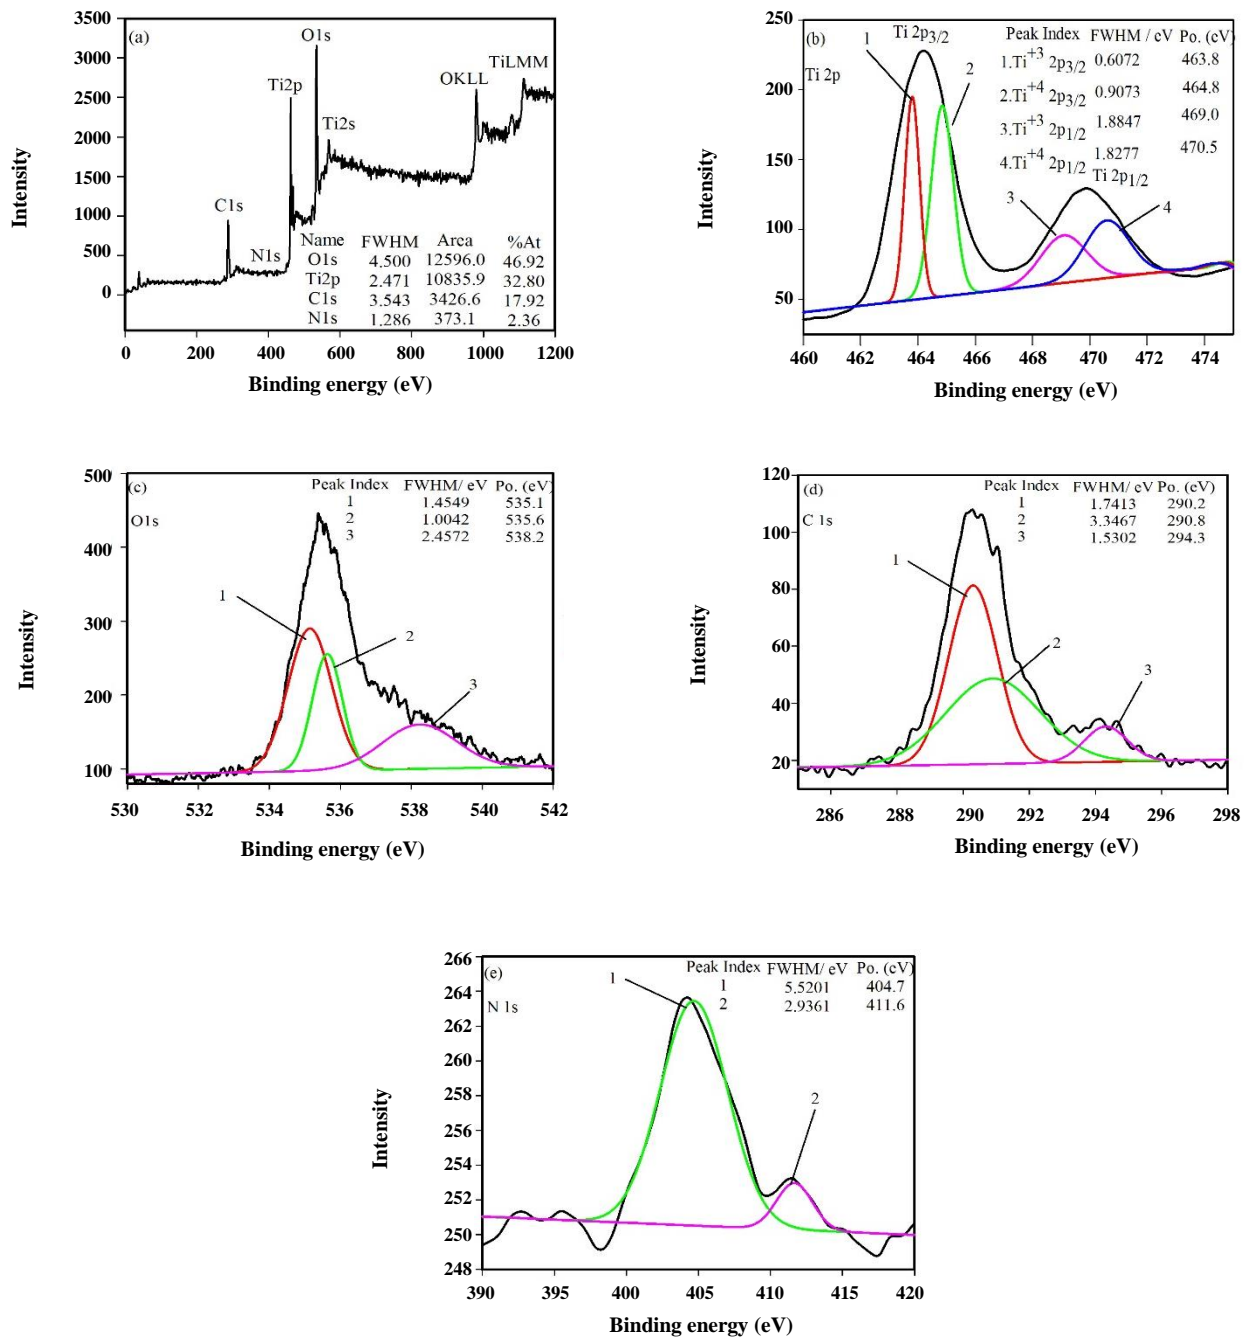 (a)
3500
3000
2500
2000
1500
1000
500
0
O1s
TiLMM
OKLL
Ti2p
Ti2s
C1s
N1s
Name FWHM Area %At
O1s 4.500 12596.0 46.92
Ti2p 2.471 10835.9 32.80
C1s 3.543 3426.6 17.92
N1s 1.286 373.1 2.36
0 200 400 600 800 1000 1200
Intensity
Binding energy (eV)
(b)
Ti 2p
250
200
150
100
50
1
Ti 2p3/2
2
Peak Index FWHM / cV Po. (cV)
1.Ti+3 2p3/2 0.6072 463.8
2.Ti+4 2p3/2 0.9073 464.8
3.Ti+3 2p1/2 1.8847 469.0
4.Ti+4 2p1/2 1.8277 470.5
Ti 2p1/2
3
4
460 462 464 466 468 470 472 474
Intensity
Binding energy (eV)
(c)
O1s
500
400
300
200
100
Peak Index FWHM/ eV Po. (eV)
1 1.4549 535.1
2 1.0042 535.6
3 2.4572 538.2
1
2
3
530 532 534 536 538 540 542
Intensity
Binding energy (eV)
(d)
C 1s
120
100
80
60
40
20
Peak Index FWHM/ eV Po. (eV)
1 1.7413 290.2
2 3.3467 290.8
3 1.5302 294.3
1
2
3
286 288 290 292 294 296 298
Intensity
Binding energy (eV)
(e)
N 1s
266
264
262
260
258
256
254
252
250
248
Peak Index FWHM/ eV Po. (cV)
1 5.5201 404.7
2 2.9361 411.6
1
2
390 395 400 405 410 415 420
Intensity
Binding energy (eV)